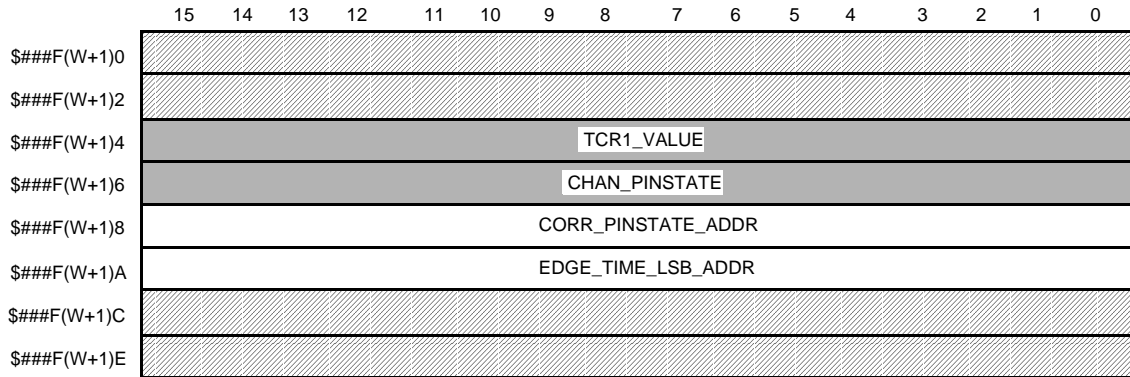 15 14 13 12 11 10 9 8 7 6 5 4 3 2 1 0
$###F(W+1)0
$###F(W+1)2
$###F(W+1)4 TCR1_VALUE
$###F(W+1)6 CHAN_PINSTATE
$###F(W+1)8 CORR_PINSTATE_ADDR
$###F(W+1)A EDGE_TIME_LSB_ADDR
$###F(W+1)C
$###F(W+1)E